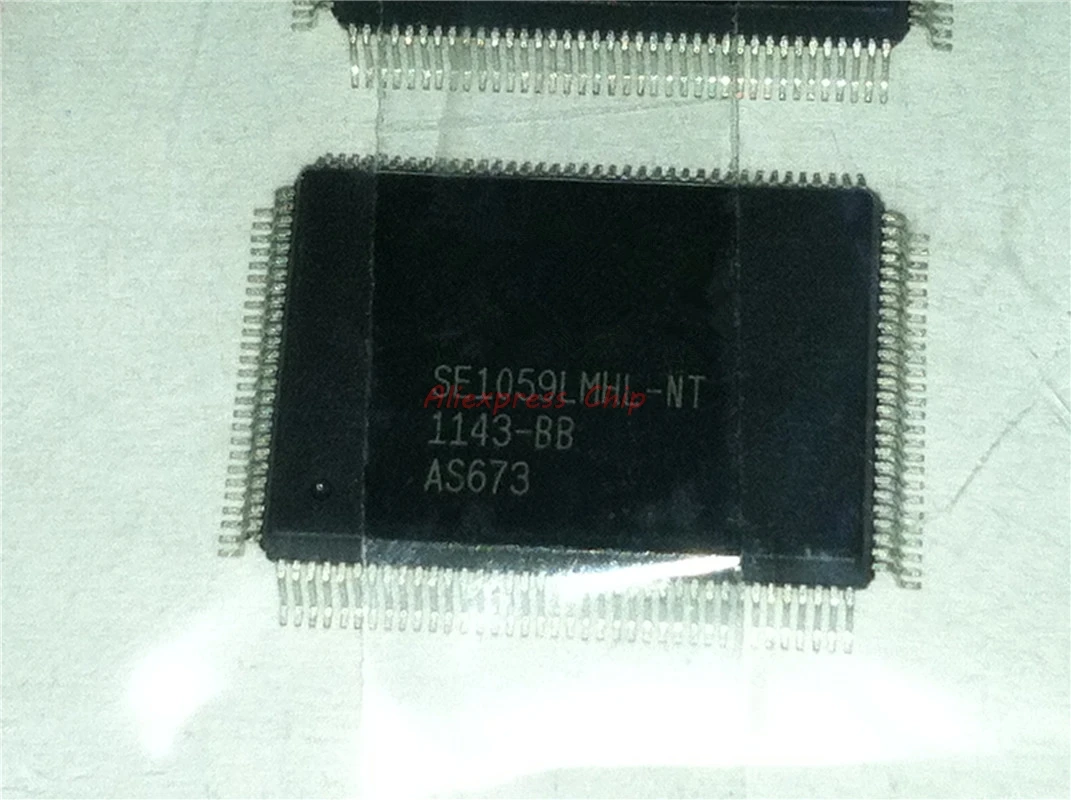 SE1059LMHL-NT
Aliexpress Chip
1143-BB
AS673